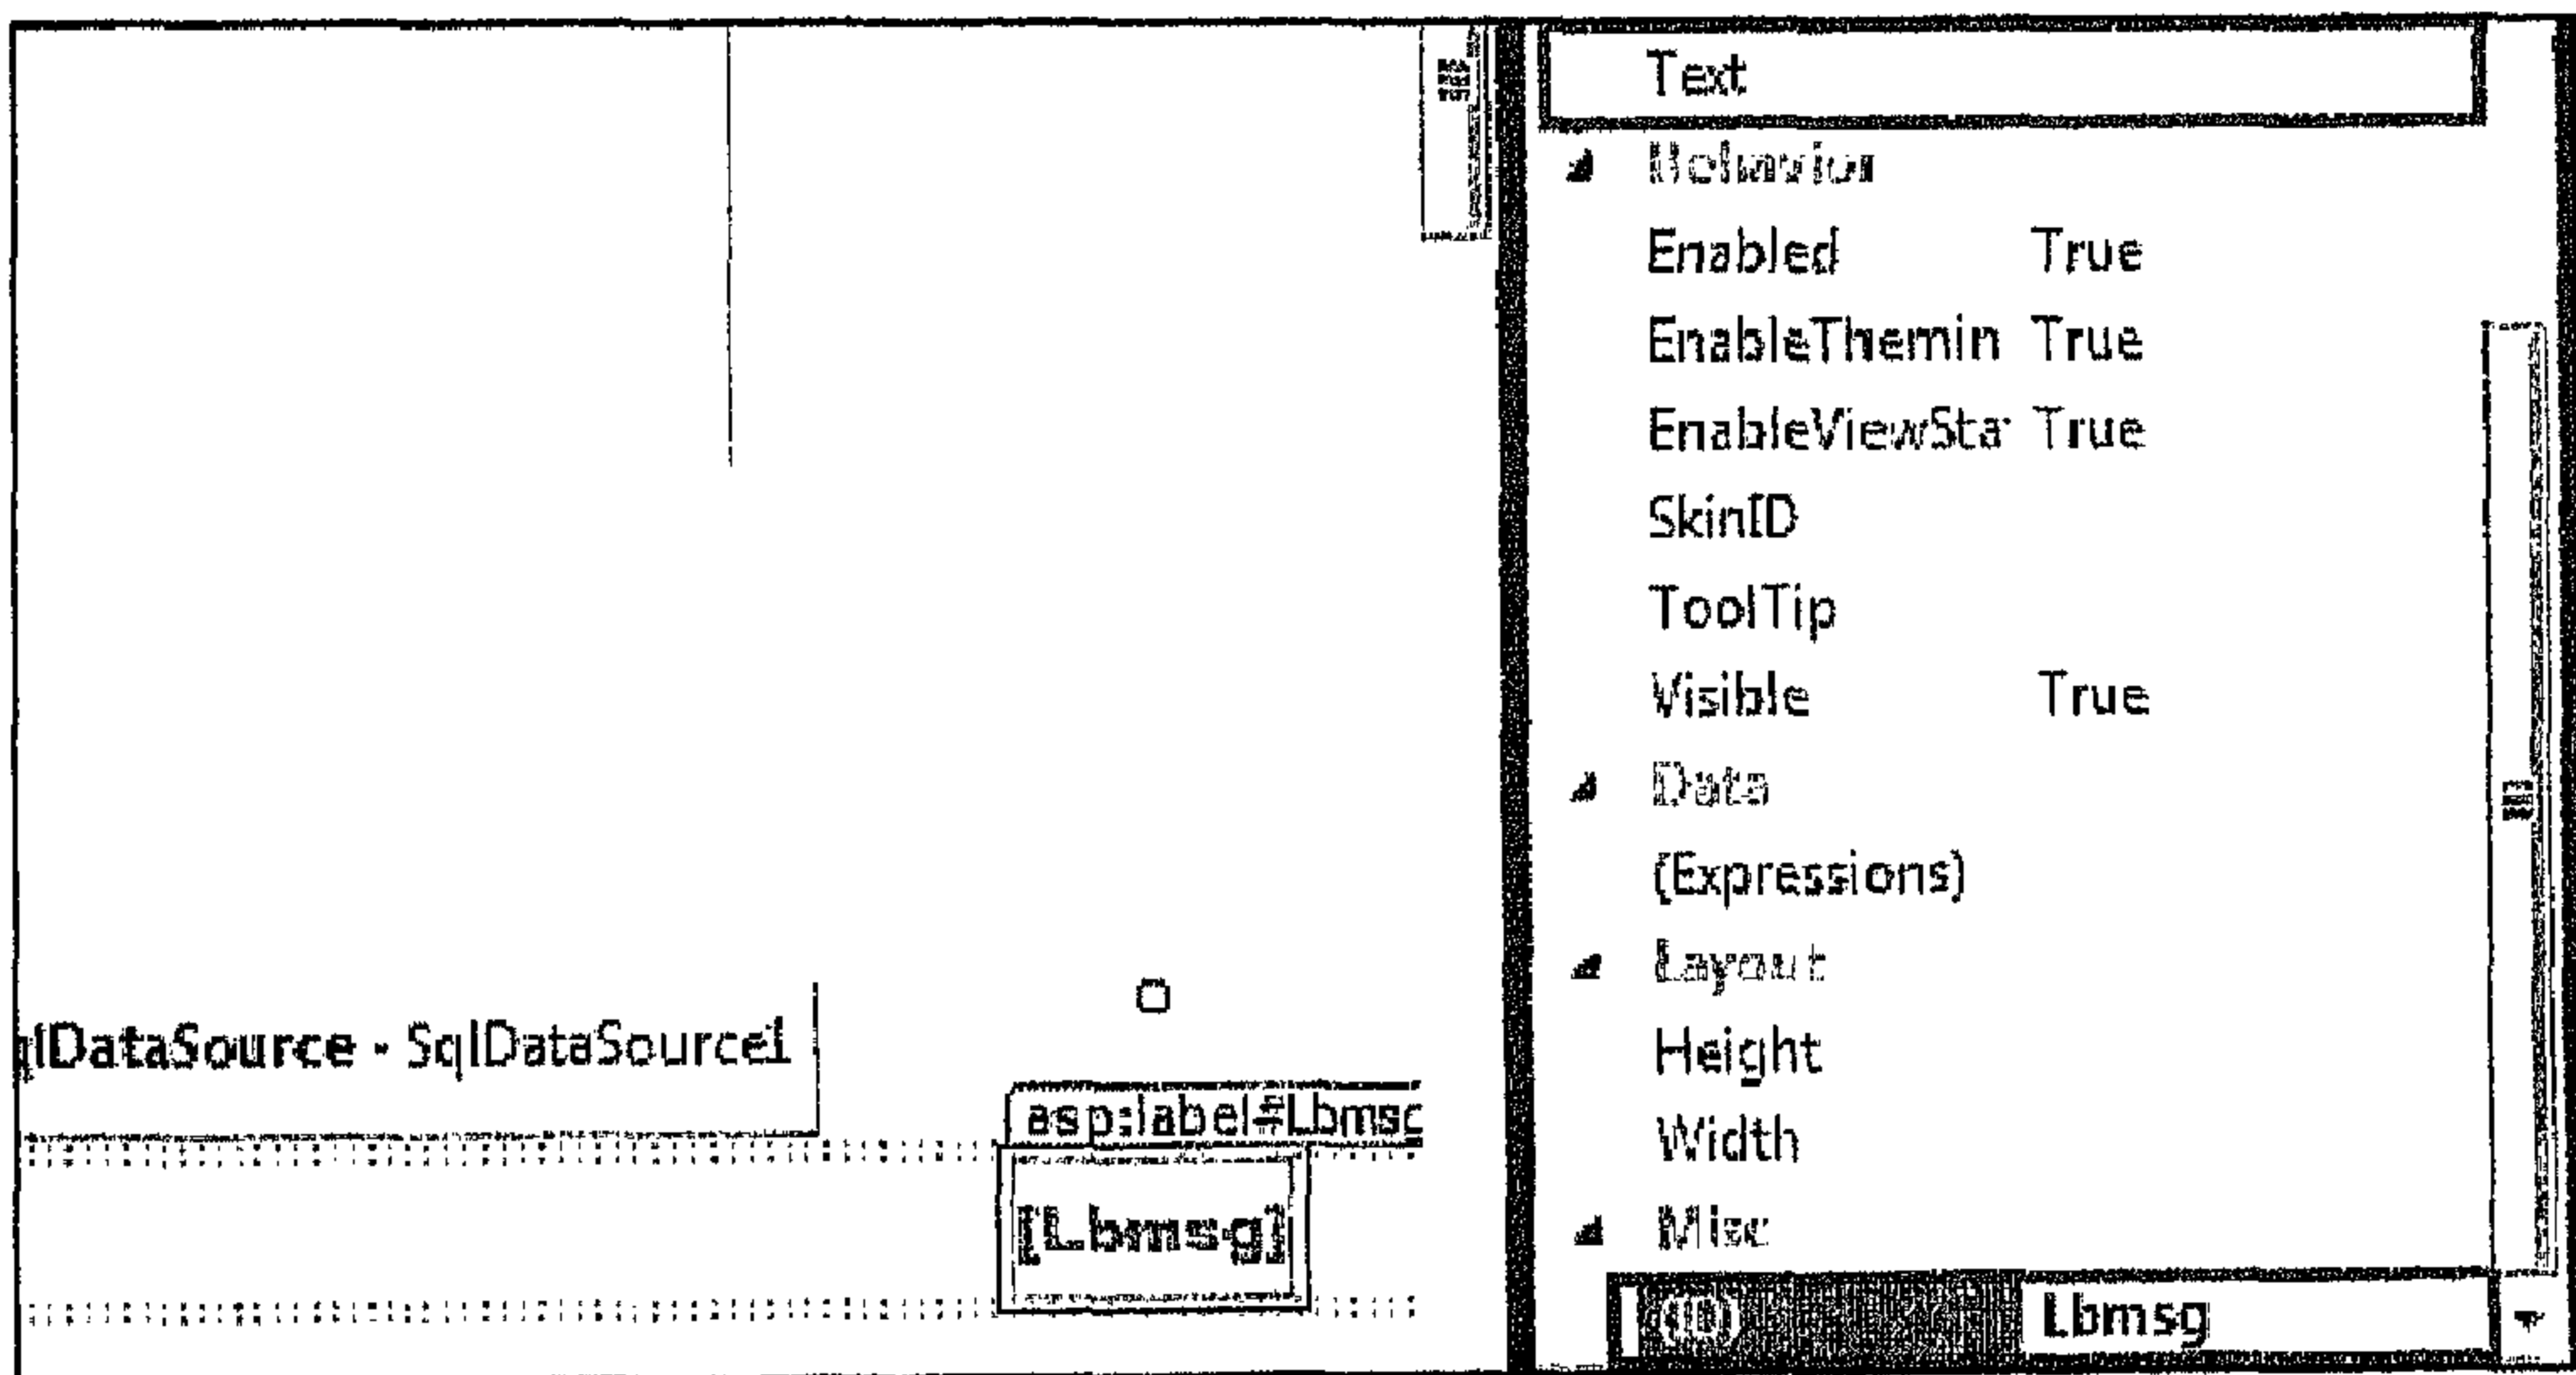 qlDataSource - SqlDataSource1
asp:label#Lbmsg
[Lbmsg]
Text
Behavior
Enabled True
EnableThemin True
EnableViewSta True
SkinID
ToolTip
Visible True
Data
(Expressions)
Layout
Height
Width
Misc
(ID) Lbmsg